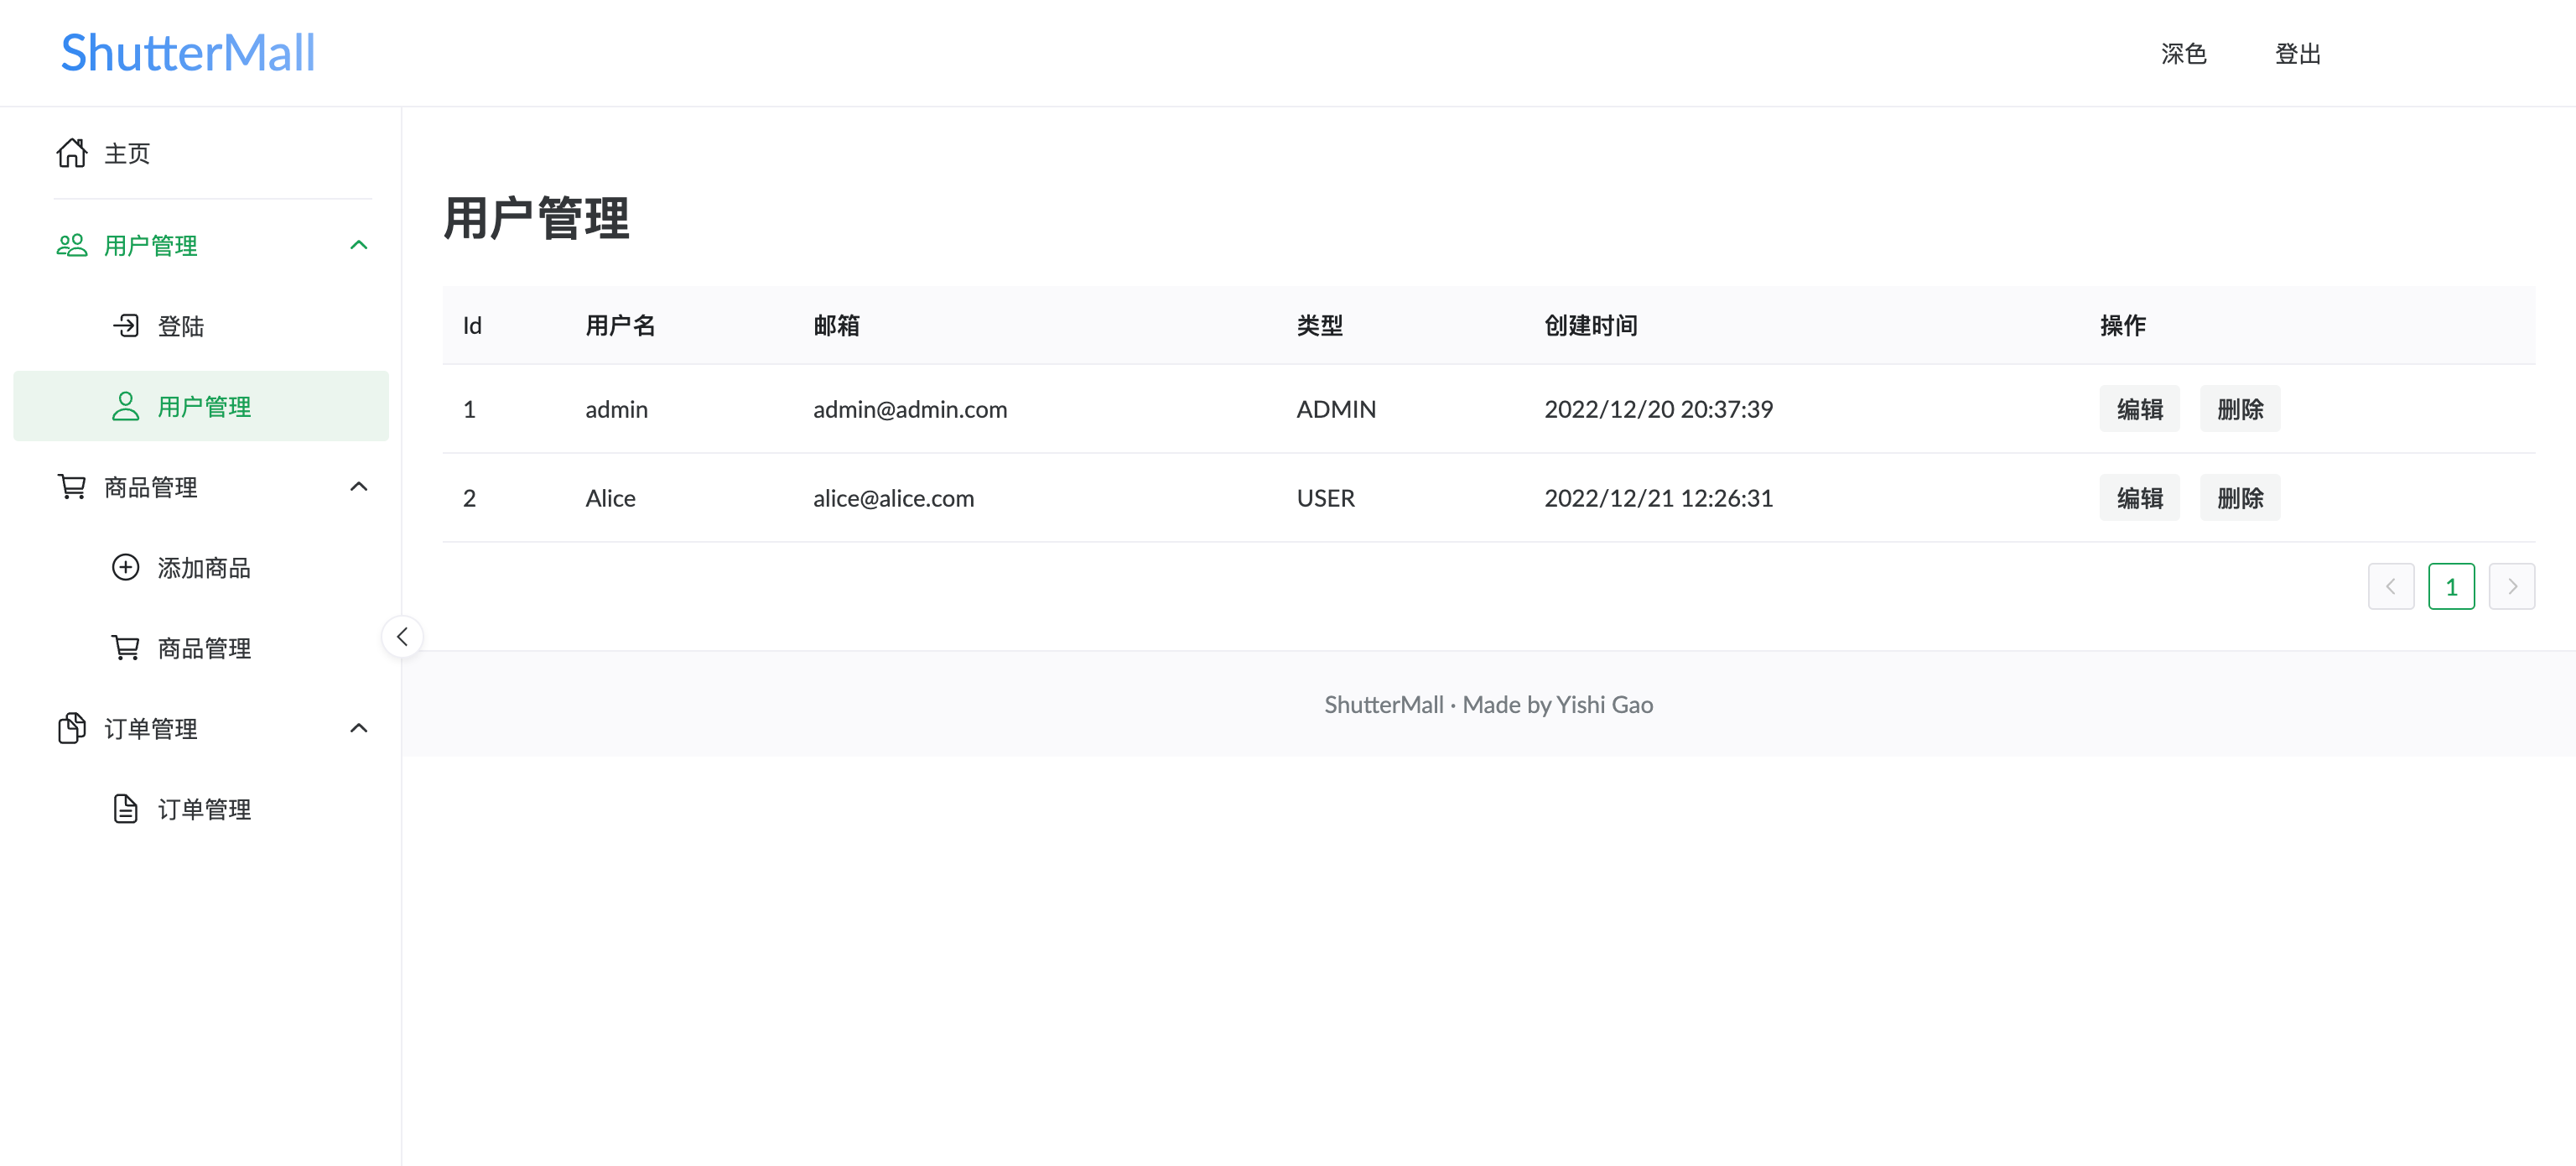 ShutterMall
深色 登出
主页
用户管理
登陆
用户管理
商品管理
添加商品
商品管理
订单管理
订单管理
用户管理
Id 用户名 邮箱 类型 创建时间 操作
1 admin admin@admin.com ADMIN 2022/12/20 20:37:39 编辑 删除
2 Alice alice@alice.com USER 2022/12/21 12:26:31 编辑 删除
1
ShutterMall · Made by Yishi Gao